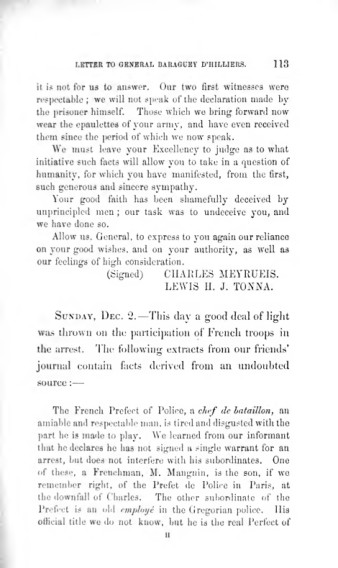 LETTER TO GENERAL BARAGUEY D'HILLIERS. 113
it is not for us to answer. Our two first witnesses were
respectable ; we will not speak of the declaration made by
the prisoner himself. Those which we bring forward now
wear the epaulettes of your army, and have even received
them since the period of which we now speak.
We must leave your Excellency to judge as to what
initiative such facts will allow you to take in a question of
humanity, for which you have manifested, from the first,
such generous and sincere sympathy.
Your good faith has been shamefully deceived by
unprincipled men ; our task was to undeceive you, and
we have done so.
Allow us, General, to express to you again our reliance
on your good wishes, and on your authority, as well as
our feelings of high consideration.
(Signed) CHARLES MEYRUEIS.
LEWIS H. J. TONNA.
SUNDAY, DEC. 2.—This day a good deal of light
was thrown on the participation of French troops in
the arrest. The following extracts from our friends'
journal contain facts derived from an undoubted
source :—
The French Prefect of Police, a chef de bataillon, an
amiable and respectable man, is tired and disgusted with the
part he is made to play. We learned from our informant
that he declares he has not signed a single warrant for an
arrest, but does not interfere with his subordinates. One
of these, a Frenchman, M. Mangnin, is the son, if we
remember right, of the Prefet de Police in Paris, at
the downfall of Charles. The other subordinate of the
Prefect is an old employé in the Gregorian police. His
official title we do not know, but he is the real Perfect of
H